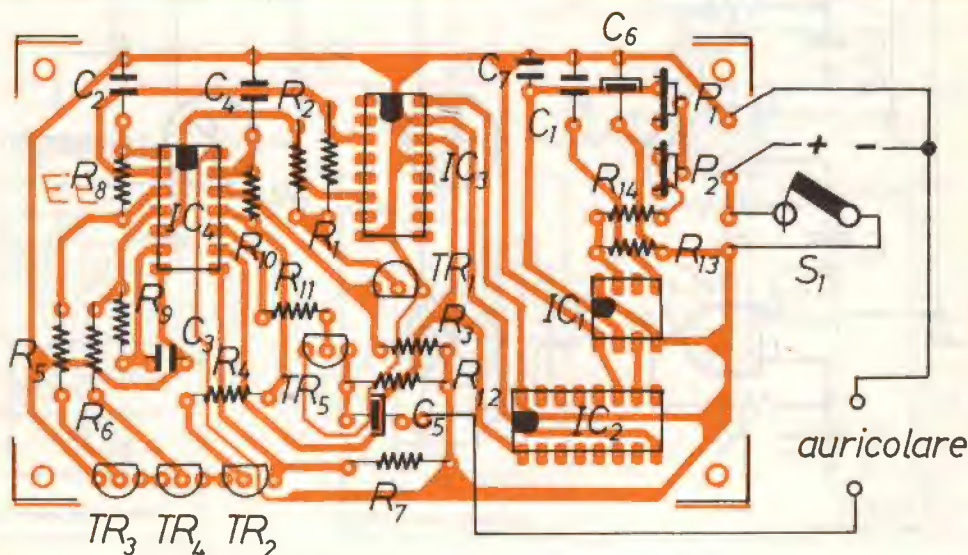 C6
C2
C4
R2
C7
C1
P1
+ -
R8
EE
IC4
IC3
P2
R14
R1
R10
TR1
R13
S1
R11
IC1
R9
C3
R3
R5
R4
TR5
R12
C5
IC2
R6
auricolare
R7
TR3 TR4 TR2